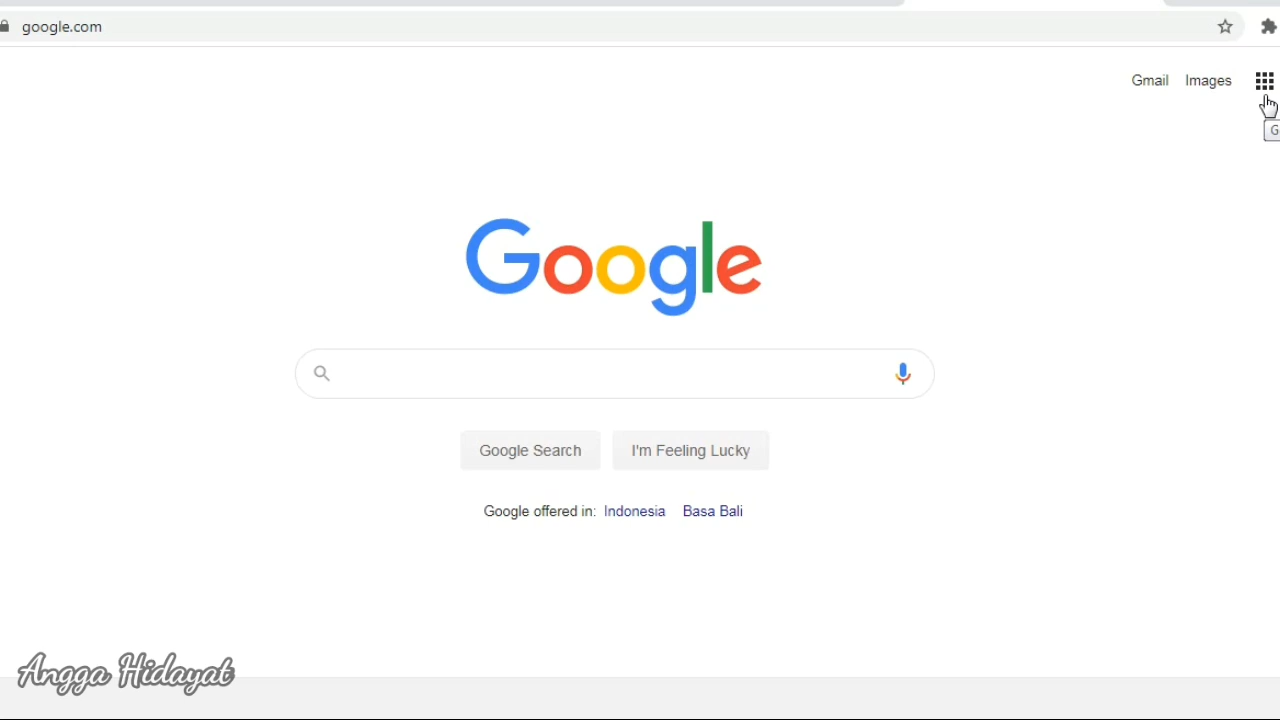 google.com
Gmail Images
G
Google
Google Search I'm Feeling Lucky
Google offered in: Indonesia Basa Bali
Angga Hidayat